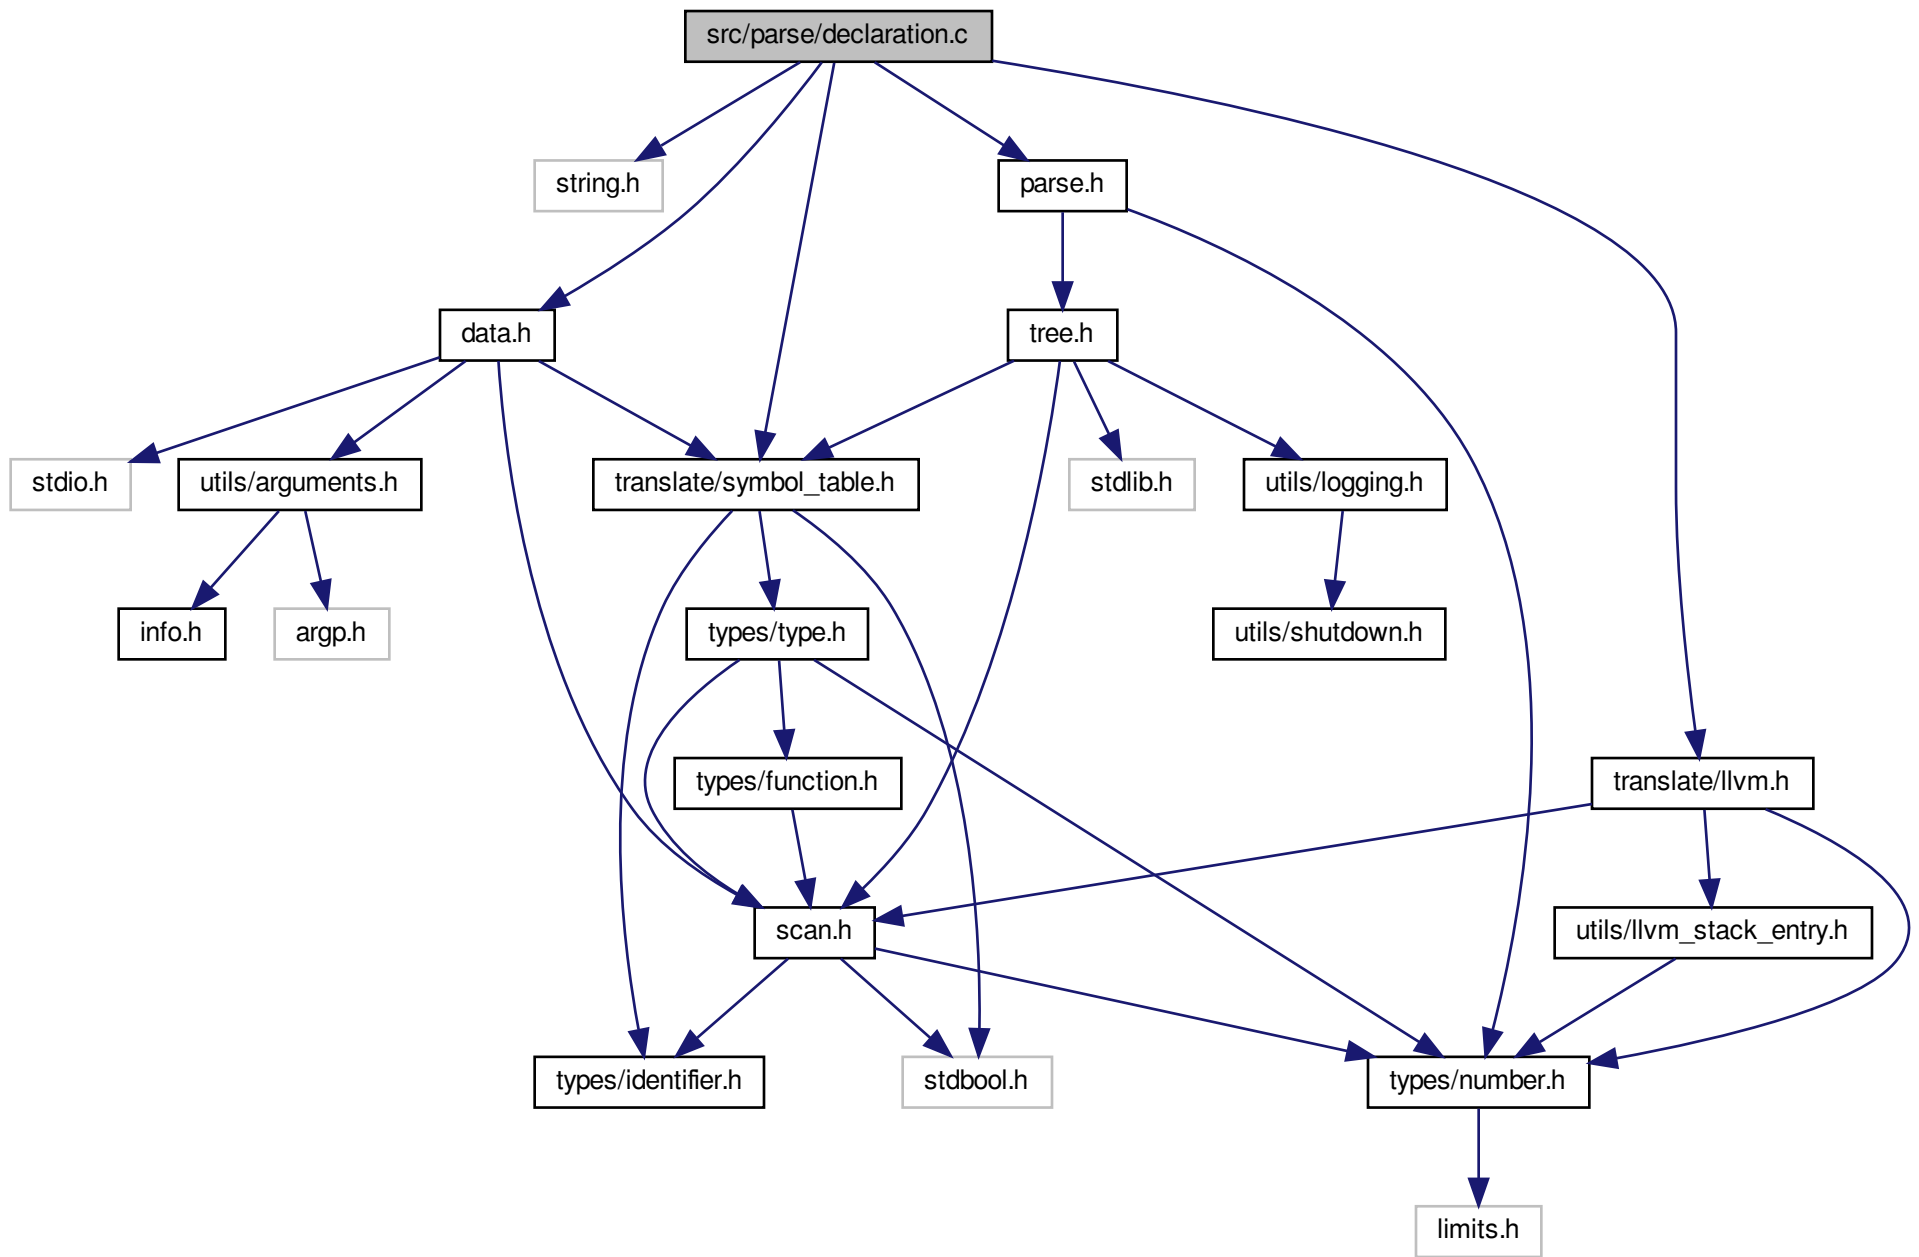 src/parse/declaration.c
string.h
parse.h
data.h
tree.h
stdio.h
utils/arguments.h
translate/symbol_table.h
stdlib.h
utils/logging.h
info.h
argp.h
types/type.h
utils/shutdown.h
types/function.h
translate/llvm.h
scan.h
utils/llvm_stack_entry.h
types/identifier.h
stdbool.h
types/number.h
limits.h